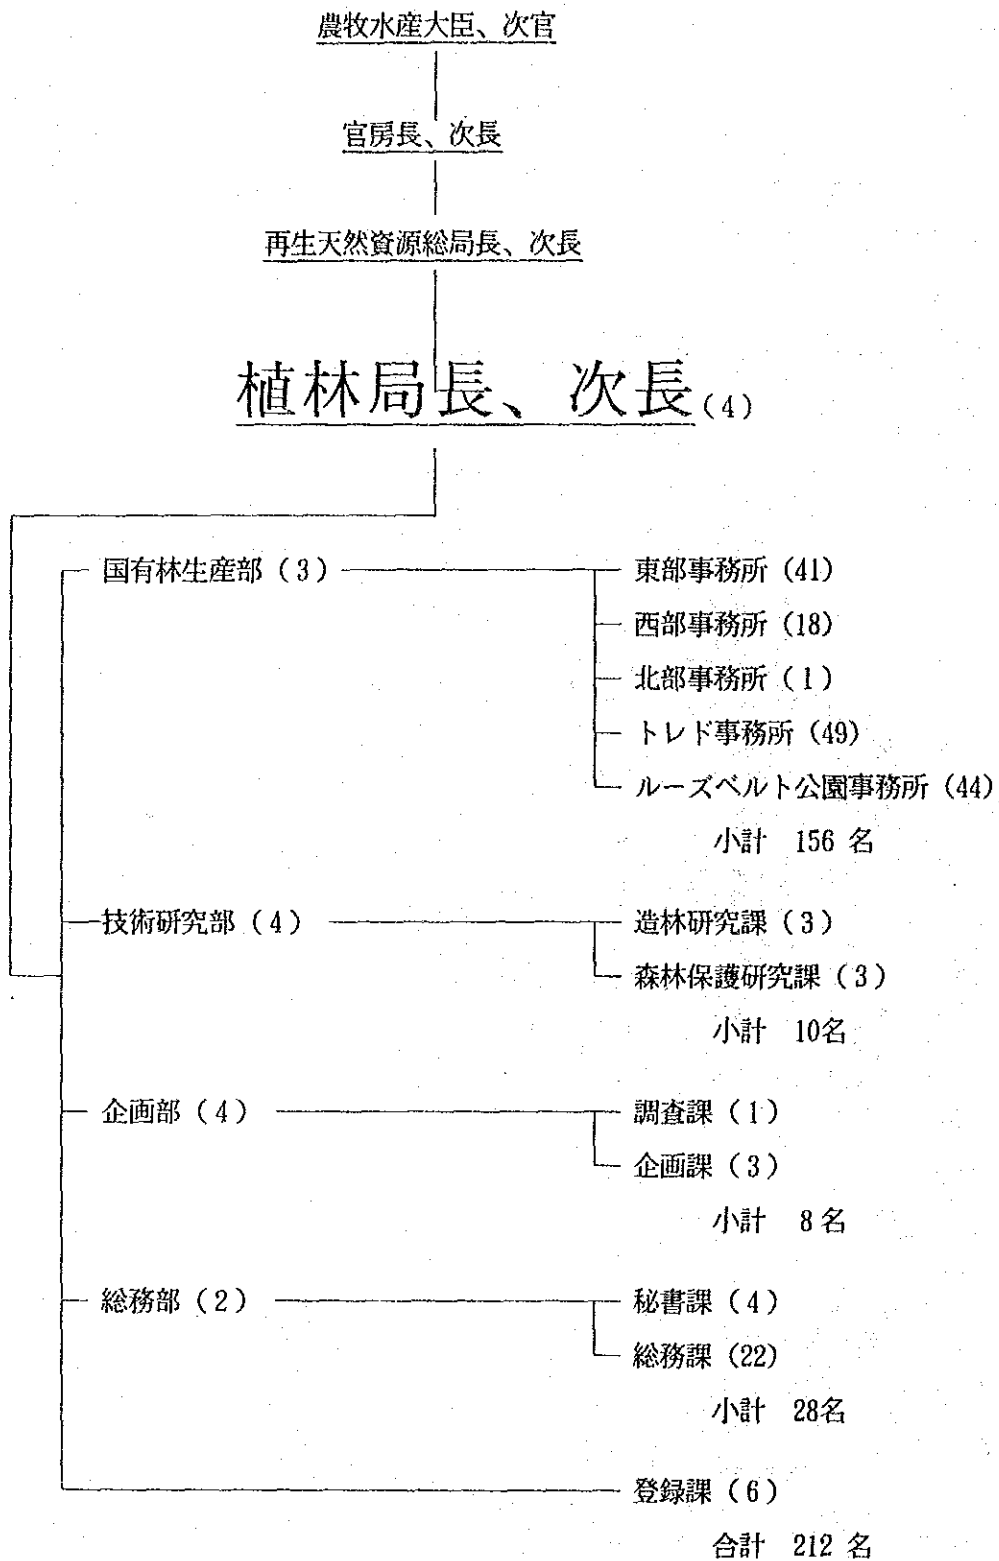 農牧水産大臣、次官
官房長、次長
再生天然資源総局長、次長
植林局長、次長(4)
国有林生産部(3) 東部事務所(41)
西部事務所(18)
北部事務所(1)
トレド事務所(49)
ルーズベルト公園事務所(44)
小計 156 名
技術研究部(4) 造林研究課(3)
森林保護研究課(3)
小計 10名
企画部(4) 調査課(1)
企画課(3)
小計 8名
総務部(2) 秘書課(4)
総務課(22)
小計 28名
登録課(6)
合計 212 名